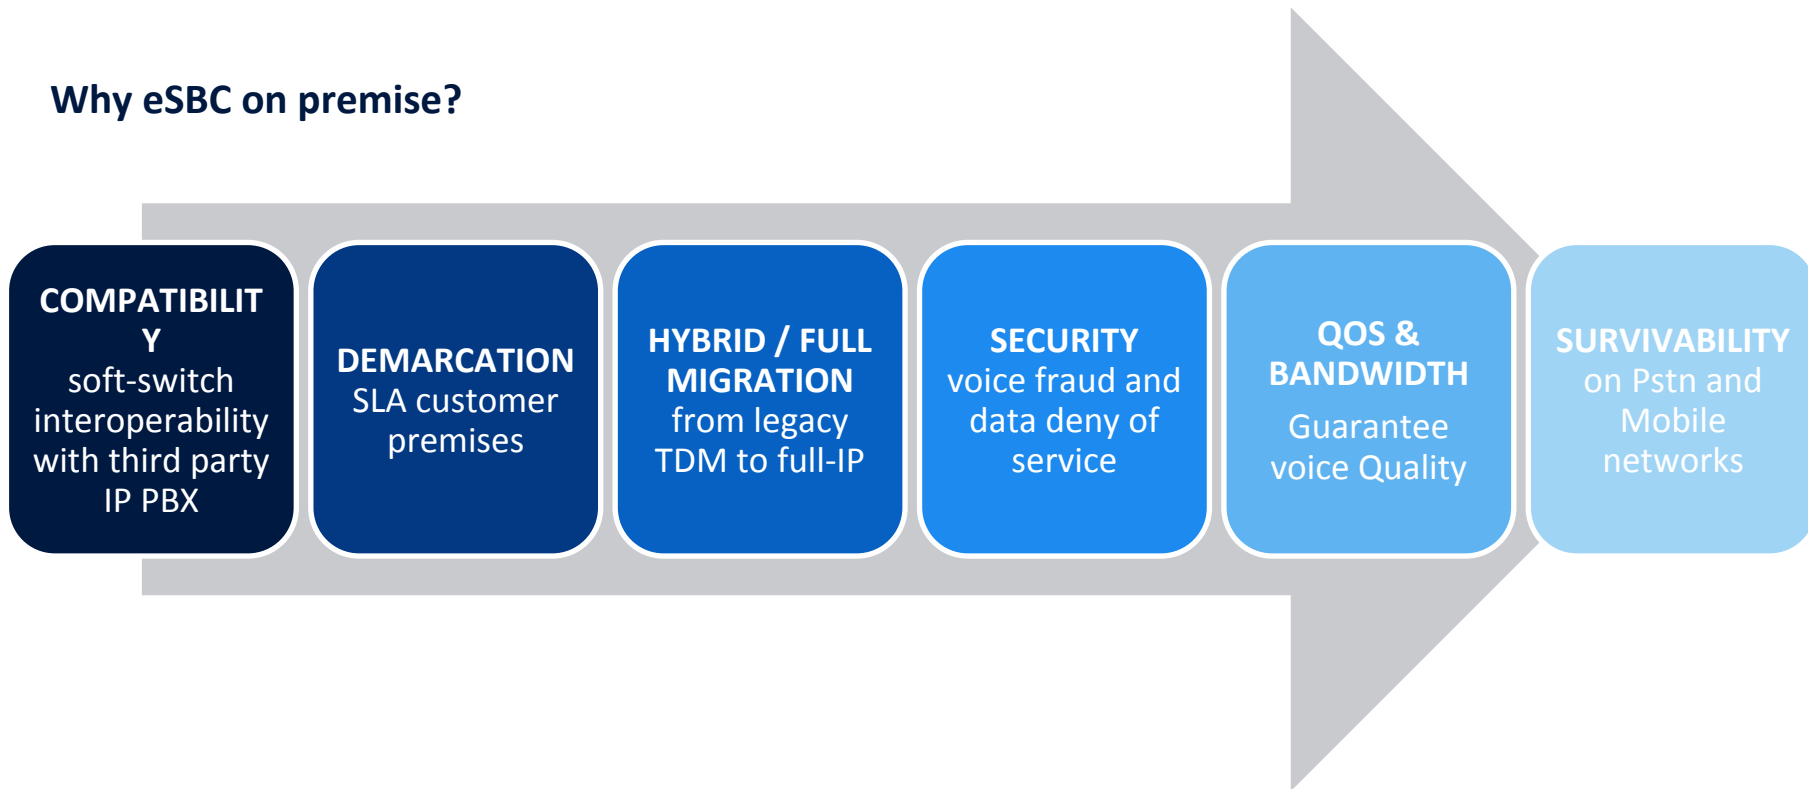 Why eSBC on premise?
COMPATIBILIT
Y
soft-switch
interoperability
with third party
IP PBX
DEMARCATION
SLA customer
premises
HYBRID / FULL
MIGRATION
from legacy
TDM to full-IP
SECURITY
voice fraud and
data deny of
service
QOS &
BANDWIDTH
Guarantee
voice Quality
SURVIVABILITY
on Pstn and
Mobile
networks